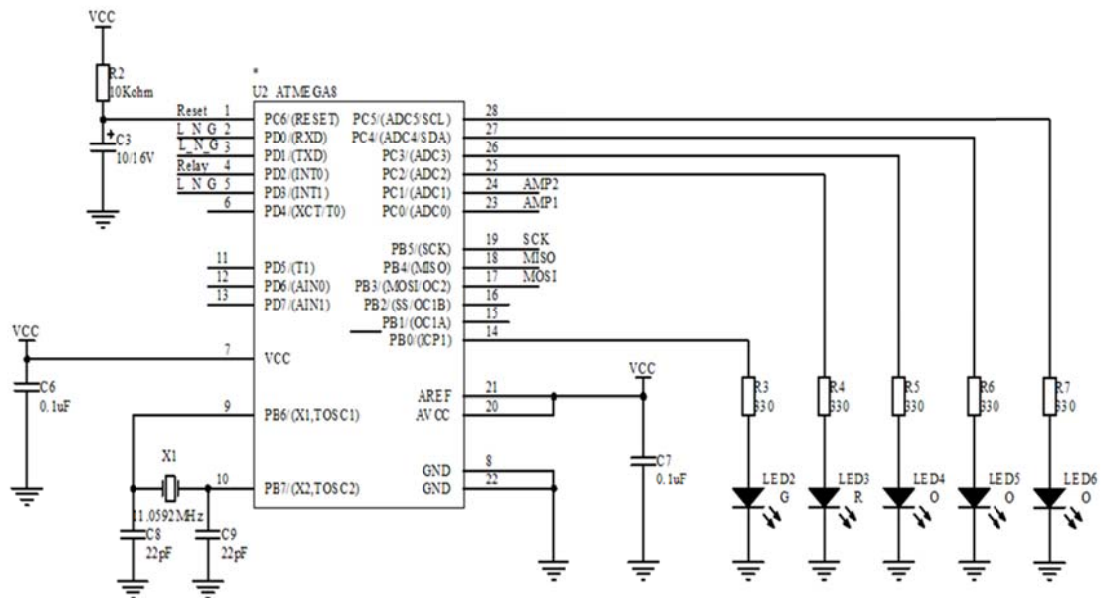 VCC
R2
10Kohm
C3
10/16V
*
U2 ATMEGA8
Reset 1 PC6/(RESET)
L_N_G 2 PD0/(RXD)
L_N_G 3 PD1/(TXD)
Relay 4 PD2/(INT0)
L_N_G 5 PD3/(INT1)
6 PD4/(XCT/T0)
11 PD5/(T1)
12 PD6/(AIN0)
13 PD7/(AIN1)
7 VCC
9 PB6/(X1,TOSC1)
10 PB7/(X2,TOSC2)
PC5/(ADC5/SCL) 28
PC4/(ADC4/SDA) 27
PC3/(ADC3) 26
PC2/(ADC2) 25
PC1/(ADC1) 24 AMP2
PC0/(ADC0) 23 AMP1
PB5/(SCK) 19 SCK
PB4/(MISO) 18 MISO
PB3/(MOSI/OC2) 17 MOSI
PB2/(SS/OC1B) 16
PB1/(OC1A) 15
PB0/(ICP1) 14
AREF 21
AVCC 20
GND 8
GND 22
VCC
C6
0.1uF
X1
11.0592MHz
C8
22pF
C9
22pF
VCC
C7
0.1uF
R3
330
R4
330
R5
330
R6
330
R7
330
LED2
G
LED3
R
LED4
O
LED5
O
LED6
O